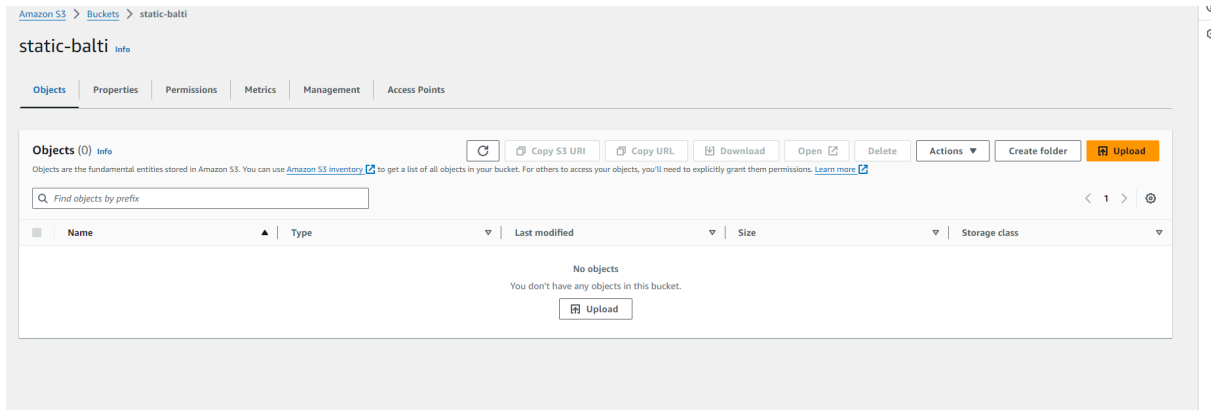 Amazon S3 > Buckets > static-balti
static-balti Info
Objects Properties Permissions Metrics Management Access Points
Objects (0) Info
Copy S3 URI Copy URL Download Open Delete Actions Create folder Upload
Objects are the fundamental entities stored in Amazon S3. You can use Amazon S3 inventory to get a list of all objects in your bucket. For others to access your objects, you'll need to explicitly grant them permissions. Learn more
Find objects by prefix
< 1 >
Name Type Last modified Size Storage class
No objects
You don't have any objects in this bucket.
Upload